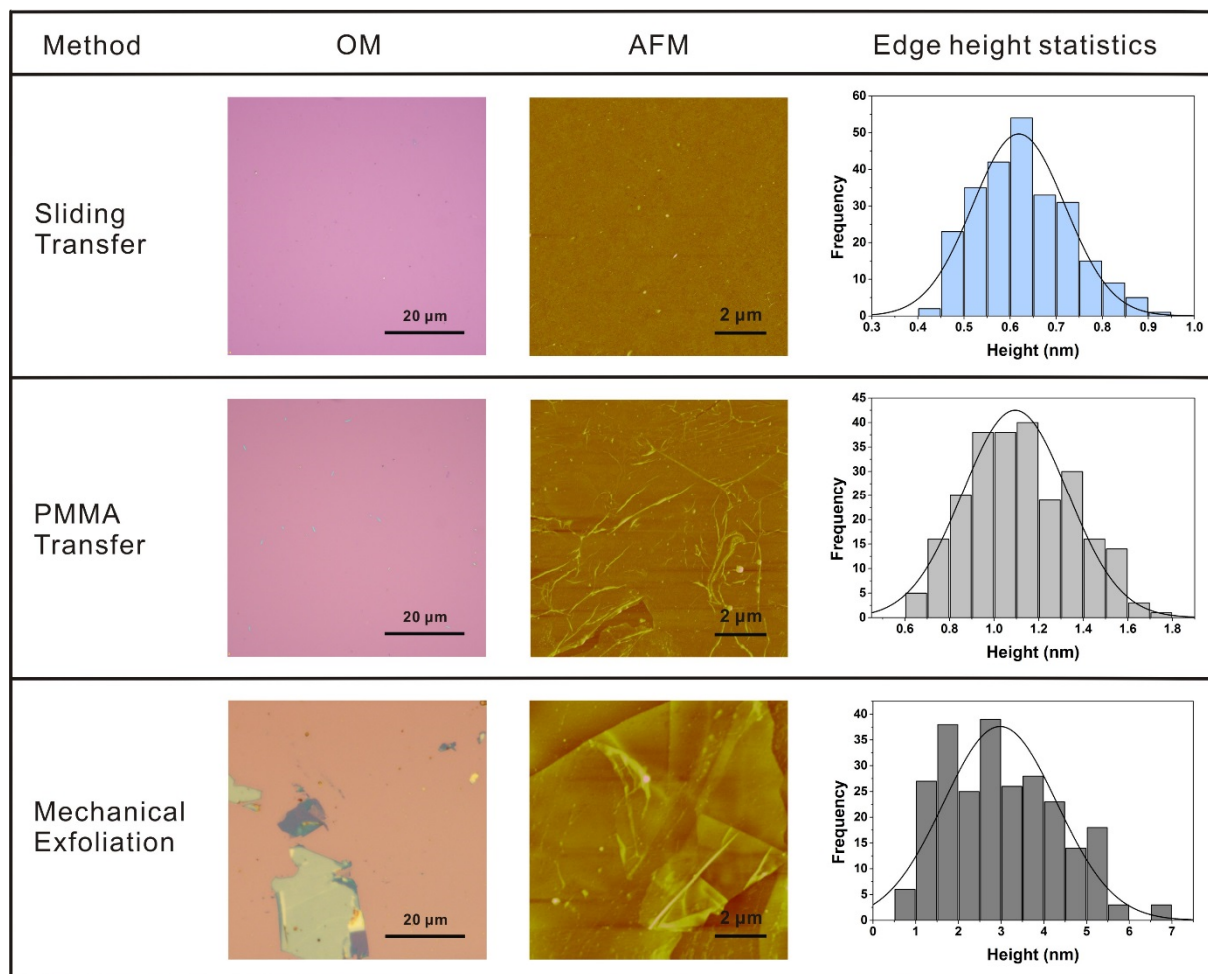 Method OM AFM Edge height statistics
Sliding
Transfer
20 µm
2 µm
60
50
40
30
20
10
0
Frequency
0.3 0.4 0.5 0.6 0.7 0.8 0.9 1.0
Height (nm)
PMMA
Transfer
20 µm
2 µm
45
40
35
30
25
20
15
10
5
0
Frequency
0.6 0.8 1.0 1.2 1.4 1.6 1.8
Height (nm)
Mechanical
Exfoliation
20 µm
2 µm
40
35
30
25
20
15
10
5
0
Frequency
0 1 2 3 4 5 6 7
Height (nm)